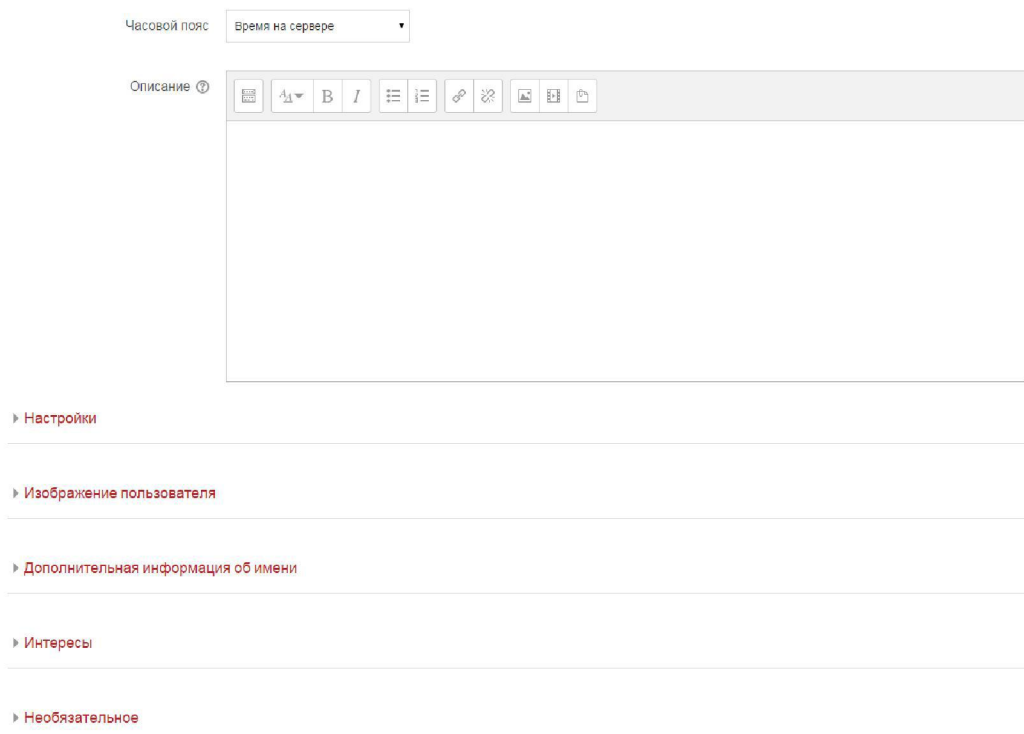 Часовой пояс Время на сервере
Описание
Настройки
Изображение пользователя
Дополнительная информация об имени
Интересы
Необязательное